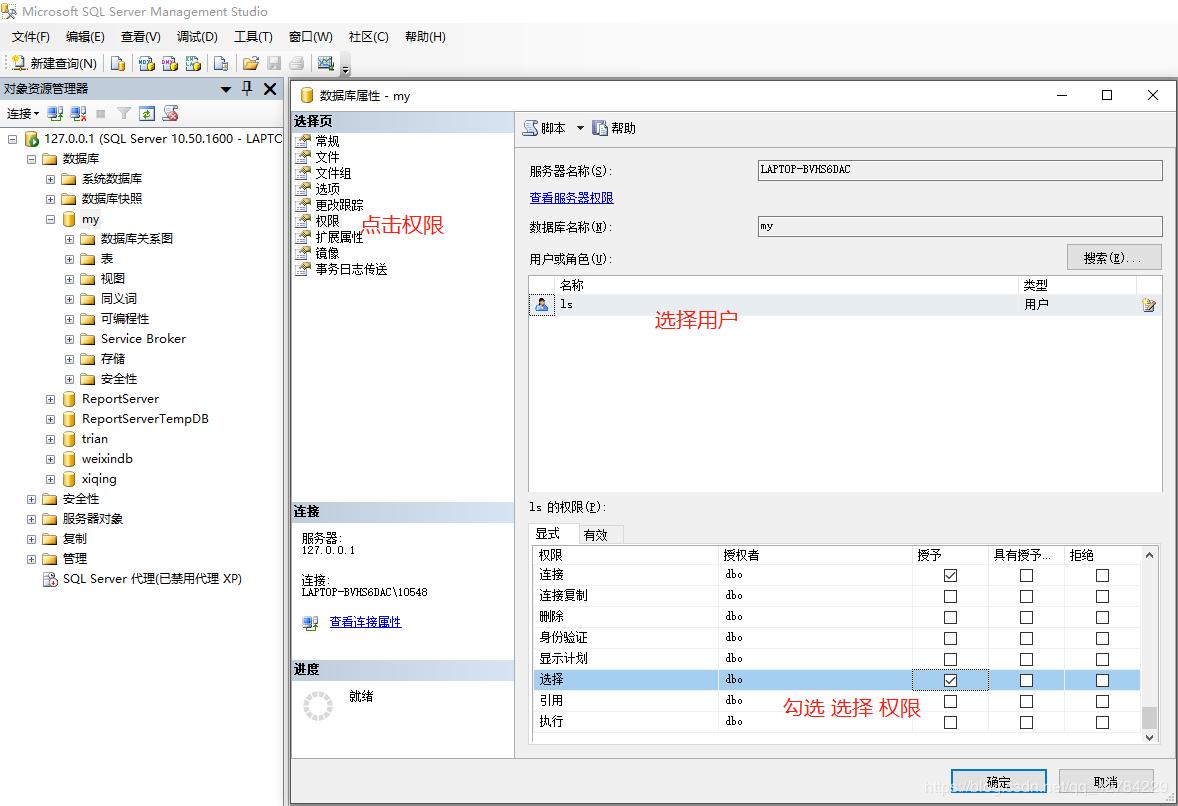 Microsoft SQL Server Management Studio
文件(F) 编辑(E) 查看(V) 调试(D) 工具(T) 窗口(W) 社区(C) 帮助(H)
新建查询(N)
对象资源管理器
连接
127.0.0.1 (SQL Server 10.50.1600 - LAPTC
数据库
系统数据库
数据库快照
my
数据库关系图
表
视图
同义词
可编程性
Service Broker
存储
安全性
ReportServer
ReportServerTempDB
trian
weixindb
xiqing
安全性
服务器对象
复制
管理
SQL Server 代理(已禁用代理 XP)
数据库属性 - my
选择页
常规
文件
文件组
选项
更改跟踪
权限
扩展属性
镜像
事务日志传送
点击权限
连接
服务器:
127.0.0.1
连接:
LAPTOP-BVHS6DAC\10548
查看连接属性
进度
就绪
脚本 帮助
服务器名称(S): LAPTOP-BVHS6DAC
查看服务器权限
数据库名称(N): my
用户或角色(U): 搜索(E)...
名称 类型
ls 用户
选择用户
ls 的权限(P):
显式 有效
权限 授权者 授予 具有授予... 拒绝
连接 dbo
连接复制 dbo
删除 dbo
身份验证 dbo
显示计划 dbo
选择 dbo
引用 dbo
执行 dbo
勾选 选择 权限
确定 取消